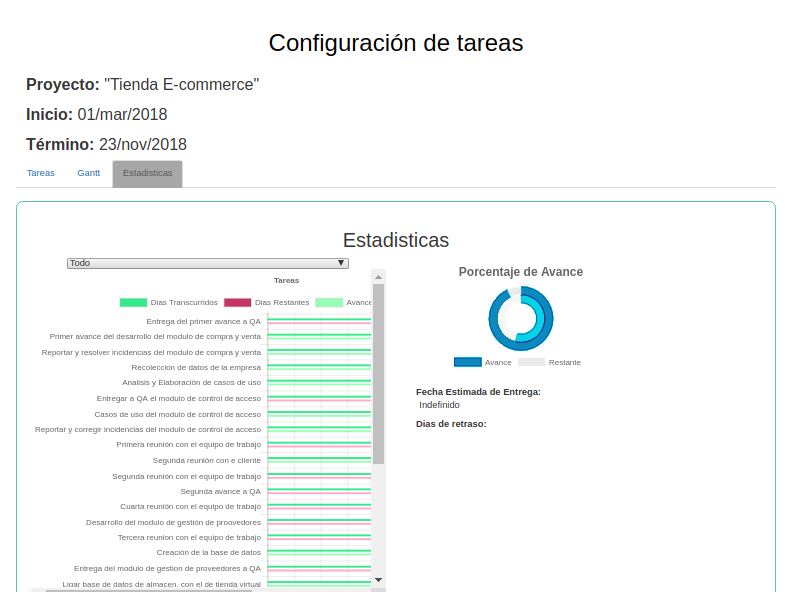 Configuración de tareas
Proyecto: "Tienda E-commerce"
Inicio: 01/mar/2018
Término: 23/nov/2018
Tareas Gantt Estadisticas
Estadisticas
Todo
Tareas
Dias Transcurridos Dias Restantes Avance
Entrega del primer avance a QA
Primer avance del desarrollo del modulo de compra y venta
Reportar y resolver incidencias del modulo de compra y venta
Recoleccion de datos de la empresa
Analisis y Elaboración de casos de uso
Entregar a QA el modulo de control de acceso
Casos de uso del modulo de control de acceso
Reportar y corregir incidencias del modulo de control de acceso
Primera reunión con el equipo de trabajo
Segunda reunión con e cliente
Segunda reunión con el equipo de trabajo
Segunda avance a QA
Cuarta reunión con el equipo de trabajo
Desarrollo del modulo de gestión de proovedores
Tercera reunion con el equipo de trabajo
Creación de la base de datos
Entrega del modulo de gestion de proveedores a QA
Ligar base de datos de almacen, con el de tienda virtual
Porcentaje de Avance
Avance Restante
Fecha Estimada de Entrega:
Indefinido
Dias de retraso: